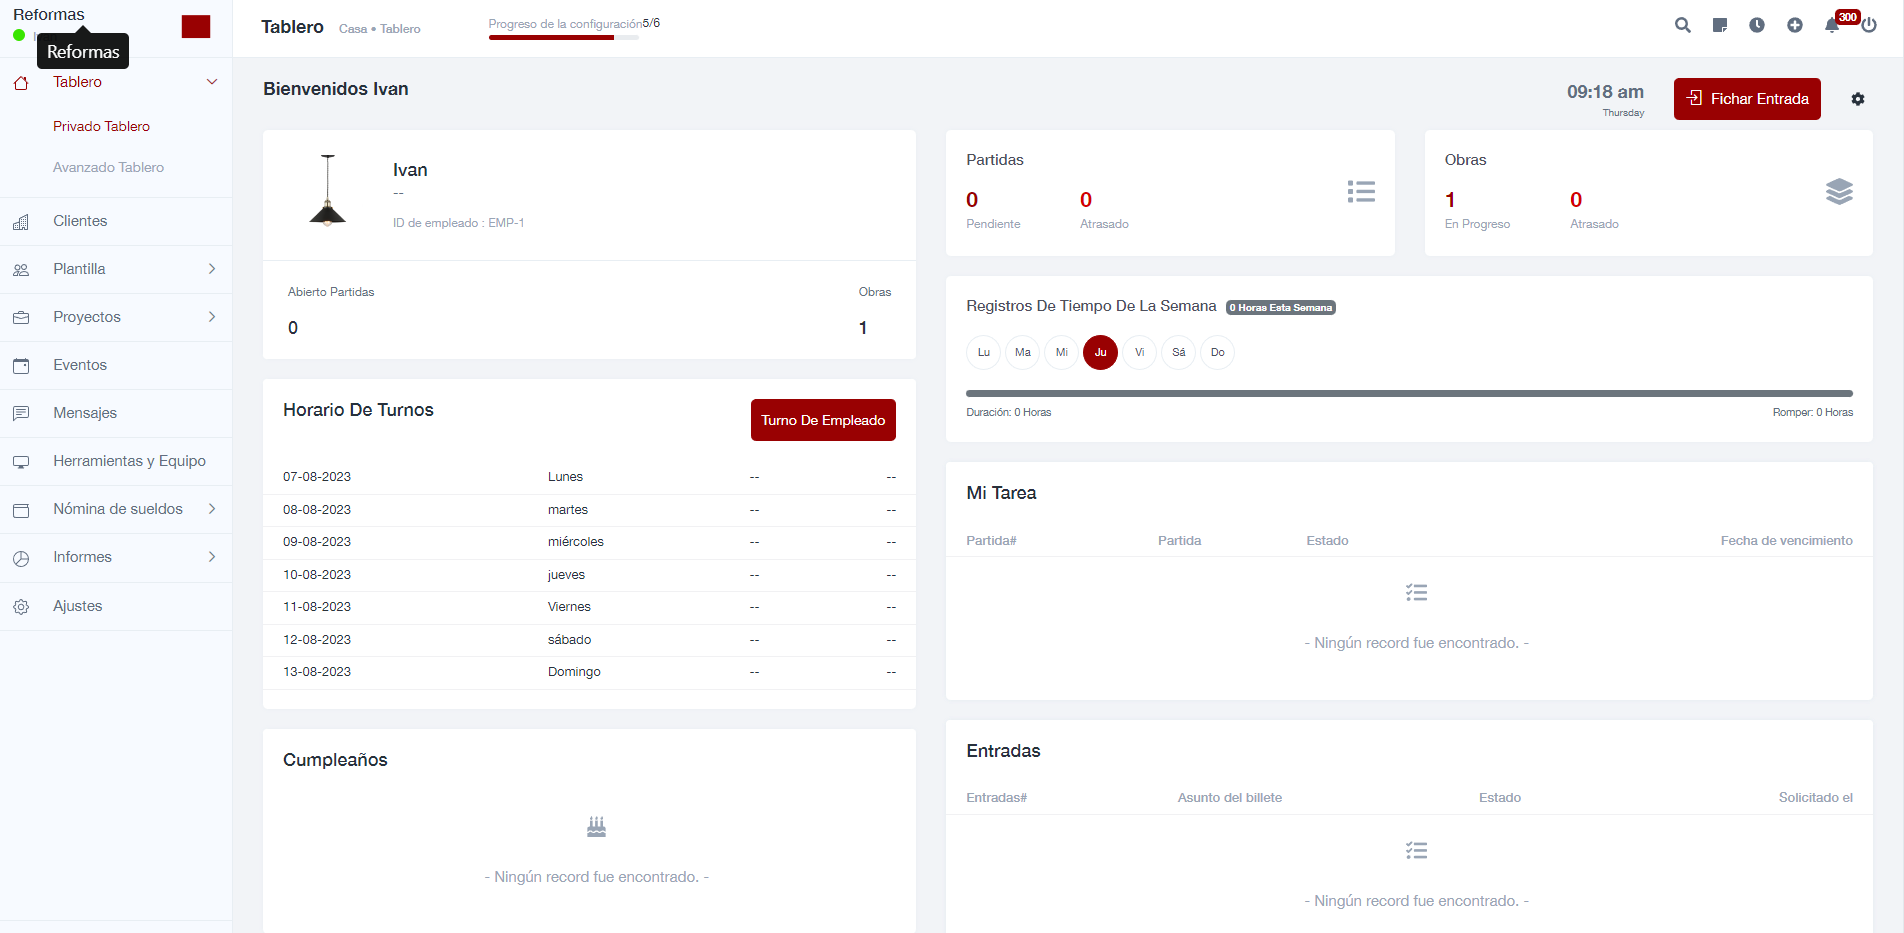 Reformas
Reformas
Tablero
Privado Tablero
Avanzado Tablero
Clientes
Plantilla
Proyectos
Eventos
Mensajes
Herramientas y Equipo
Nómina de sueldos
Informes
Ajustes
Tablero
Casa • Tablero
Progreso de la configuración5/6
300
Bienvenidos Ivan
09:18 am
Thursday
Fichar Entrada
Ivan
--
ID de empleado : EMP-1
Abierto Partidas Obras
0 1
Partidas
0 0
Pendiente Atrasado
Obras
1 0
En Progreso Atrasado
Registros De Tiempo De La Semana 0 Horas Esta Semana
Lu Ma Mi Ju Vi Sá Do
Duración: 0 Horas Romper: 0 Horas
Horario De Turnos Turno De Empleado
07-08-2023 Lunes -- --
08-08-2023 martes -- --
09-08-2023 miércoles -- --
10-08-2023 jueves -- --
11-08-2023 Viernes -- --
12-08-2023 sábado -- --
13-08-2023 Domingo -- --
Mi Tarea
Partida# Partida Estado Fecha de vencimiento
- Ningún record fue encontrado. -
Cumpleaños
- Ningún record fue encontrado. -
Entradas
Entradas# Asunto del billete Estado Solicitado el
- Ningún record fue encontrado. -